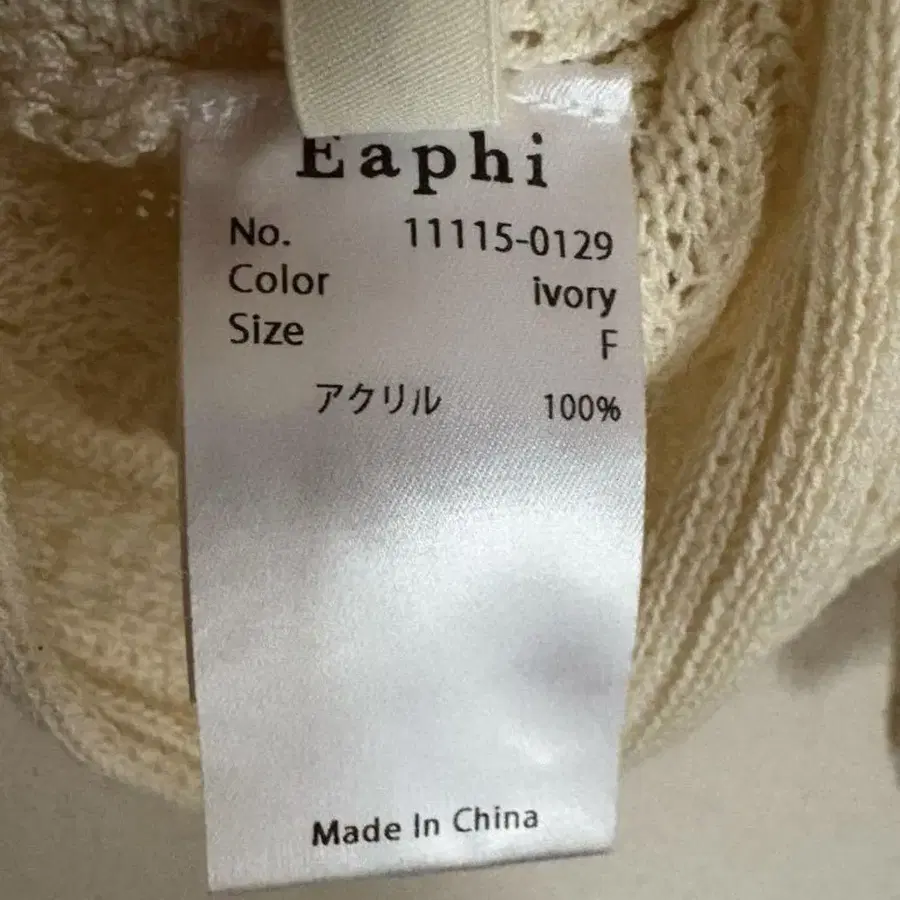 Eaphi
No. 11115-0129
Color ivory
Size F
アクリル 100%
Made In China